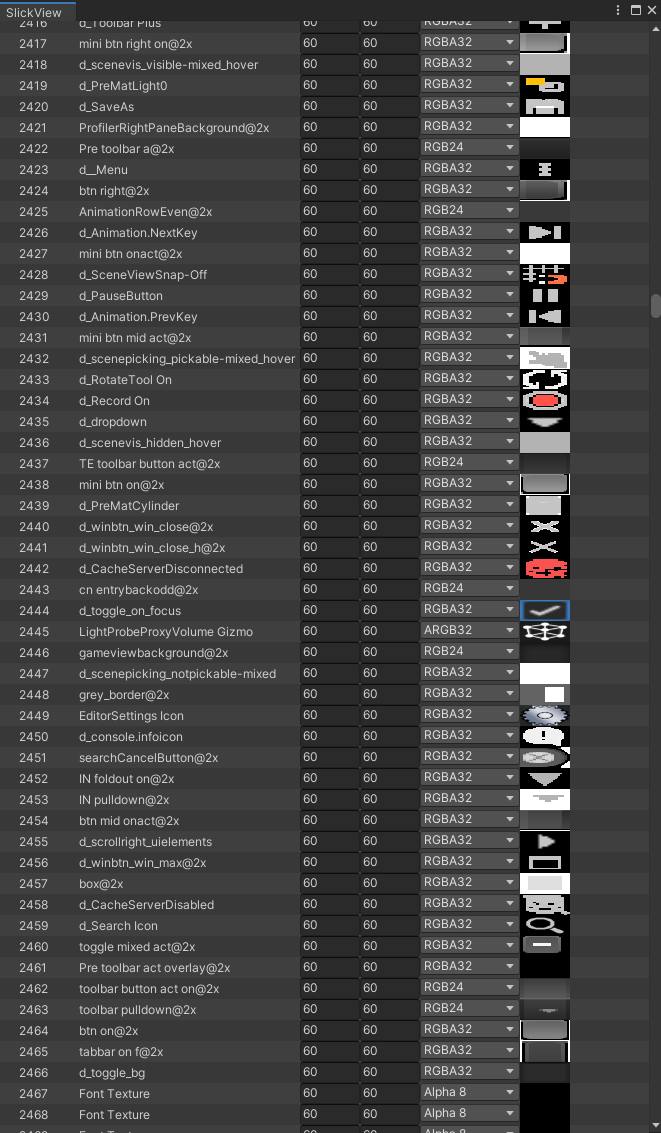 SlickView
2416 d_Toolbar Plus 60 60 RGBA32
2417 mini btn right on@2x 60 60 RGBA32
2418 d_scenevis_visible-mixed_hover 60 60 RGBA32
2419 d_PreMatLight0 60 60 RGBA32
2420 d_SaveAs 60 60 RGBA32
2421 ProfilerRightPaneBackground@2x 60 60 RGBA32
2422 Pre toolbar a@2x 60 60 RGB24
2423 d__Menu 60 60 RGBA32
2424 btn right@2x 60 60 RGBA32
2425 AnimationRowEven@2x 60 60 RGB24
2426 d_Animation.NextKey 60 60 RGBA32
2427 mini btn onact@2x 60 60 RGBA32
2428 d_SceneViewSnap-Off 60 60 RGBA32
2429 d_PauseButton 60 60 RGBA32
2430 d_Animation.PrevKey 60 60 RGBA32
2431 mini btn mid act@2x 60 60 RGBA32
2432 d_scenepicking_pickable-mixed_hover 60 60 RGBA32
2433 d_RotateTool On 60 60 RGBA32
2434 d_Record On 60 60 RGBA32
2435 d_dropdown 60 60 RGBA32
2436 d_scenevis_hidden_hover 60 60 RGBA32
2437 TE toolbar button act@2x 60 60 RGB24
2438 mini btn on@2x 60 60 RGBA32
2439 d_PreMatCylinder 60 60 RGBA32
2440 d_winbtn_win_close@2x 60 60 RGBA32
2441 d_winbtn_win_close_h@2x 60 60 RGBA32
2442 d_CacheServerDisconnected 60 60 RGBA32
2443 cn entrybackodd@2x 60 60 RGB24
2444 d_toggle_on_focus 60 60 RGBA32
2445 LightProbeProxyVolume Gizmo 60 60 ARGB32
2446 gameviewbackground@2x 60 60 RGB24
2447 d_scenepicking_notpickable-mixed 60 60 RGBA32
2448 grey_border@2x 60 60 RGBA32
2449 EditorSettings Icon 60 60 RGBA32
2450 d_console.infoicon 60 60 RGBA32
2451 searchCancelButton@2x 60 60 RGBA32
2452 IN foldout on@2x 60 60 RGBA32
2453 IN pulldown@2x 60 60 RGBA32
2454 btn mid onact@2x 60 60 RGBA32
2455 d_scrollright_uielements 60 60 RGBA32
2456 d_winbtn_win_max@2x 60 60 RGBA32
2457 box@2x 60 60 RGBA32
2458 d_CacheServerDisabled 60 60 RGBA32
2459 d_Search Icon 60 60 RGBA32
2460 toggle mixed act@2x 60 60 RGBA32
2461 Pre toolbar act overlay@2x 60 60 RGBA32
2462 toolbar button act on@2x 60 60 RGB24
2463 toolbar pulldown@2x 60 60 RGB24
2464 btn on@2x 60 60 RGBA32
2465 tabbar on f@2x 60 60 RGBA32
2466 d_toggle_bg 60 60 RGBA32
2467 Font Texture 60 60 Alpha 8
2468 Font Texture 60 60 Alpha 8